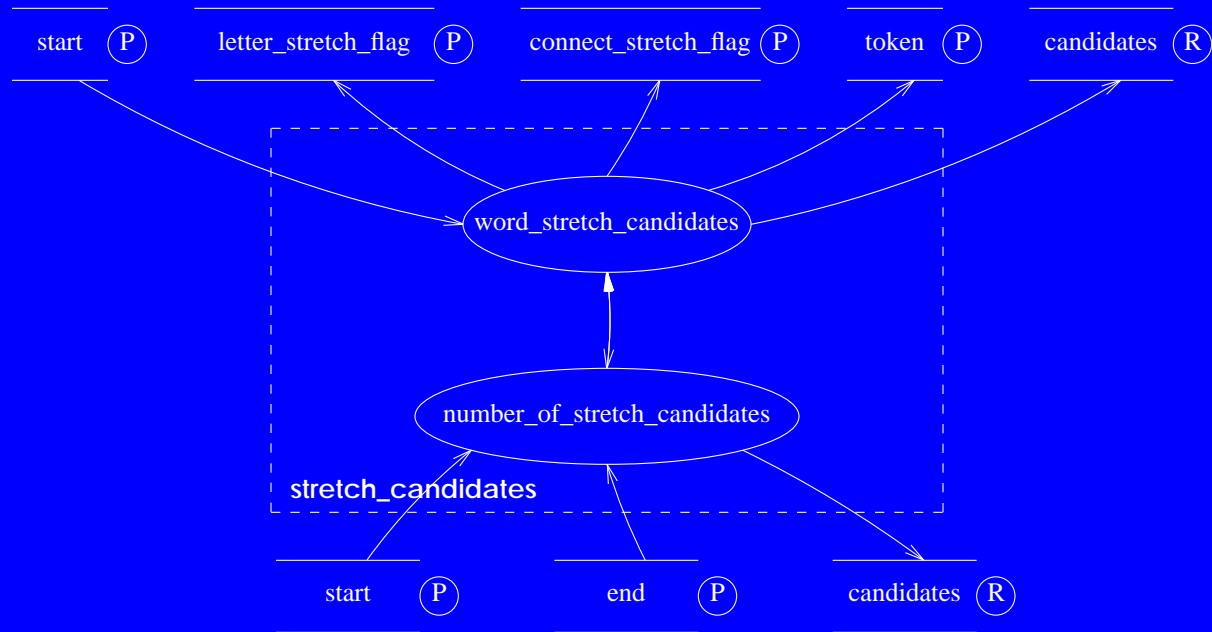 start P letter_stretch_flag P connect_stretch_flag P token P candidates R
word_stretch_candidates
number_of_stretch_candidates
stretch_candidates
start P end P candidates R